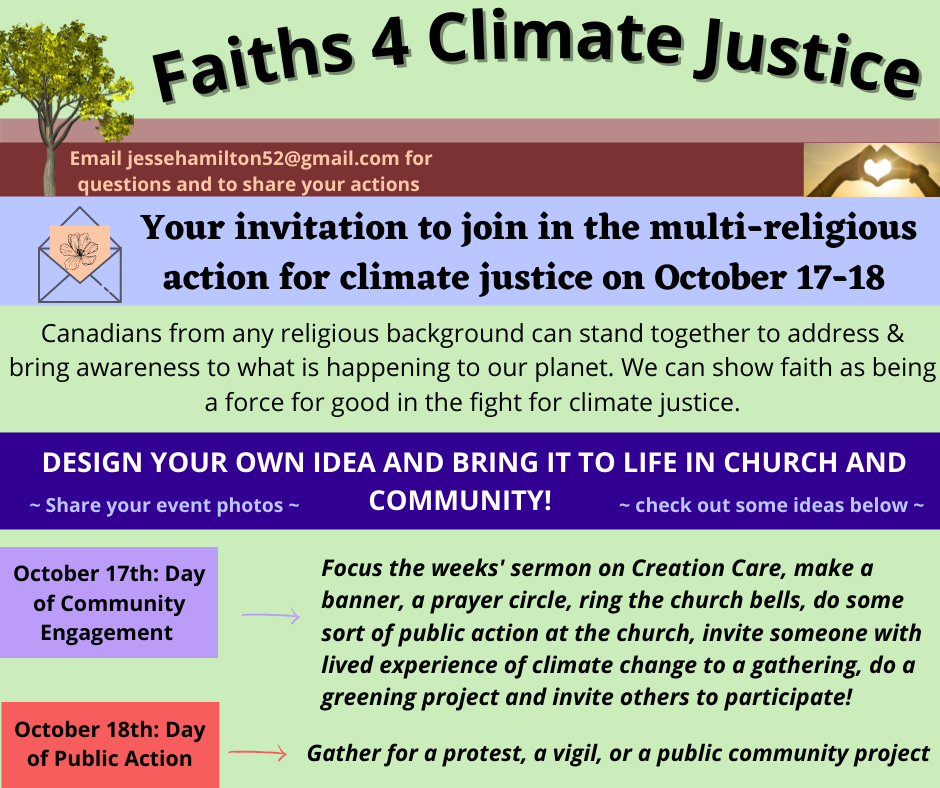 Faiths 4 Climate Justice
Email jessehamilton52@gmail.com for
questions and to share your actions
Your invitation to join in the multi-religious
action for climate justice on October 17-18
Canadians from any religious background can stand together to address &
bring awareness to what is happening to our planet. We can show faith as being
a force for good in the fight for climate justice.
DESIGN YOUR OWN IDEA AND BRING IT TO LIFE IN CHURCH AND
COMMUNITY!
~ Share your event photos ~
~ check out some ideas below ~
October 17th: Day
of Community
Engagement
Focus the weeks' sermon on Creation Care, make a
banner, a prayer circle, ring the church bells, do some
sort of public action at the church, invite someone with
lived experience of climate change to a gathering, do a
greening project and invite others to participate!
October 18th: Day
of Public Action
Gather for a protest, a vigil, or a public community project